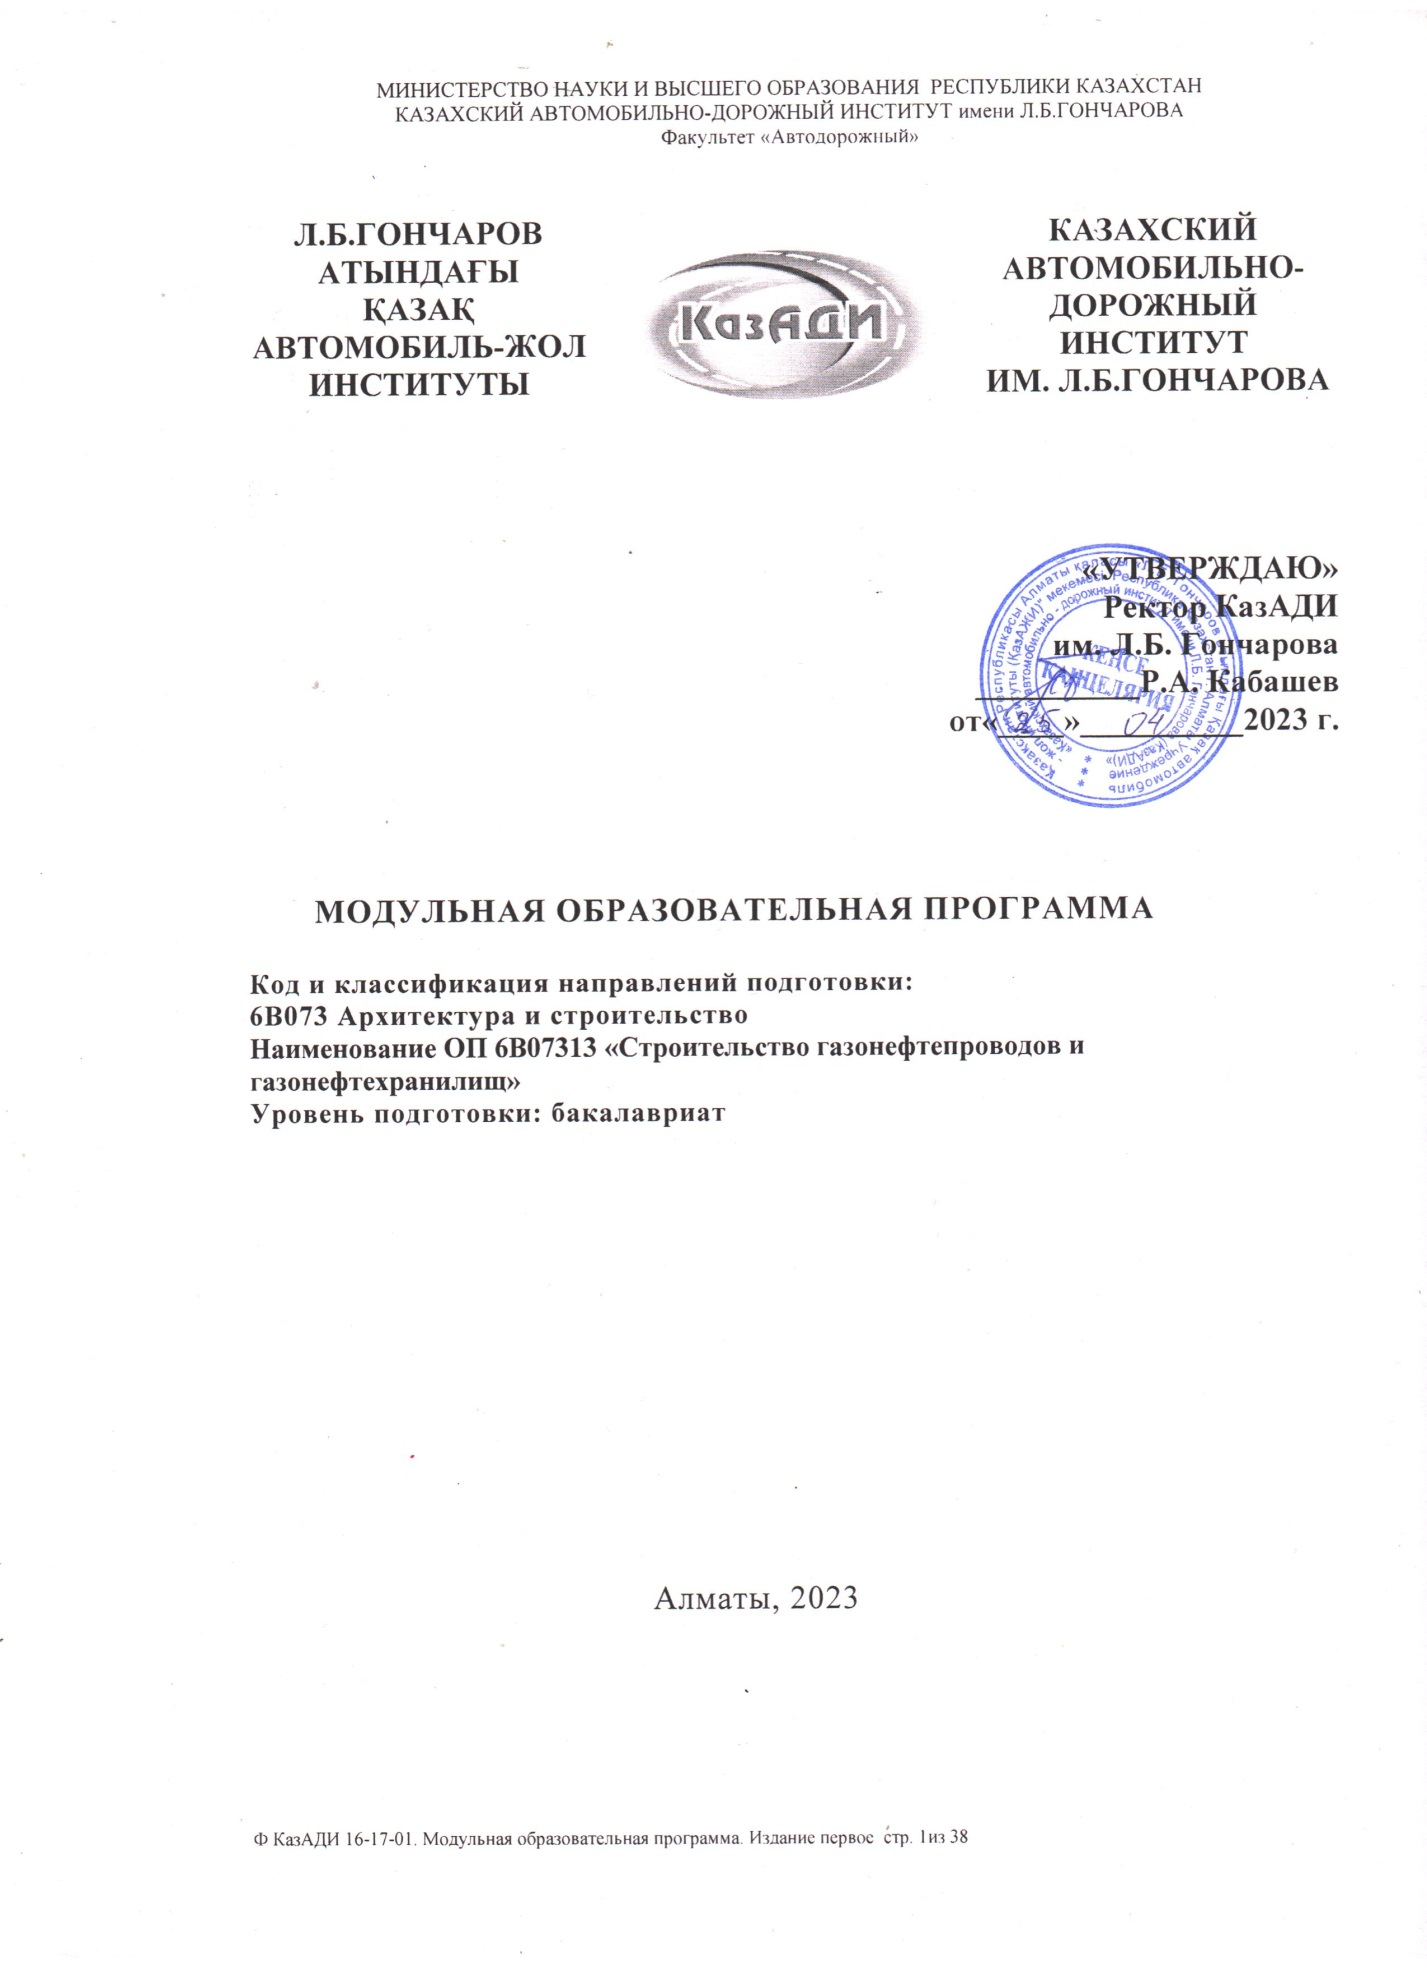 МИНИСТЕРСТВО НАУКИ И ВЫСШЕГО ОБРАЗОВАНИЯ РЕСПУБЛИКИ КАЗАХСТАН
КАЗАХСКИЙ АВТОМОБИЛЬНО-ДОРОЖНЫЙ ИНСТИТУТ имени Л.Б.ГОНЧАРОВА
Факультет «Автодорожный»
Л.Б.ГОНЧАРОВ
АТЫНДАҒЫ
ҚАЗАҚ
АВТОМОБИЛЬ-ЖОЛ
ИНСТИТУТЫ
КазАДИ
КАЗАХСКИЙ
АВТОМОБИЛЬНО-
ДОРОЖНЫЙ
ИНСТИТУТ
ИМ. Л.Б.ГОНЧАРОВА
«УТВЕРЖДАЮ»
Ректор КазАДИ
им. Л.Б. Гончарова
Р.А. Кабашев
от«25»04 2023 г.
КЕҢСЕ
КАНЦЕЛЯРИЯ
МОДУЛЬНАЯ ОБРАЗОВАТЕЛЬНАЯ ПРОГРАММА
Код и классификация направлений подготовки:
6В073 Архитектура и строительство
Наименование ОП 6В07313 «Строительство газонефтепроводов и
газонефтехранилищ»
Уровень подготовки: бакалавриат
Алматы, 2023
Ф КазАДИ 16-17-01. Модульная образовательная программа. Издание первое стр. 1из 38